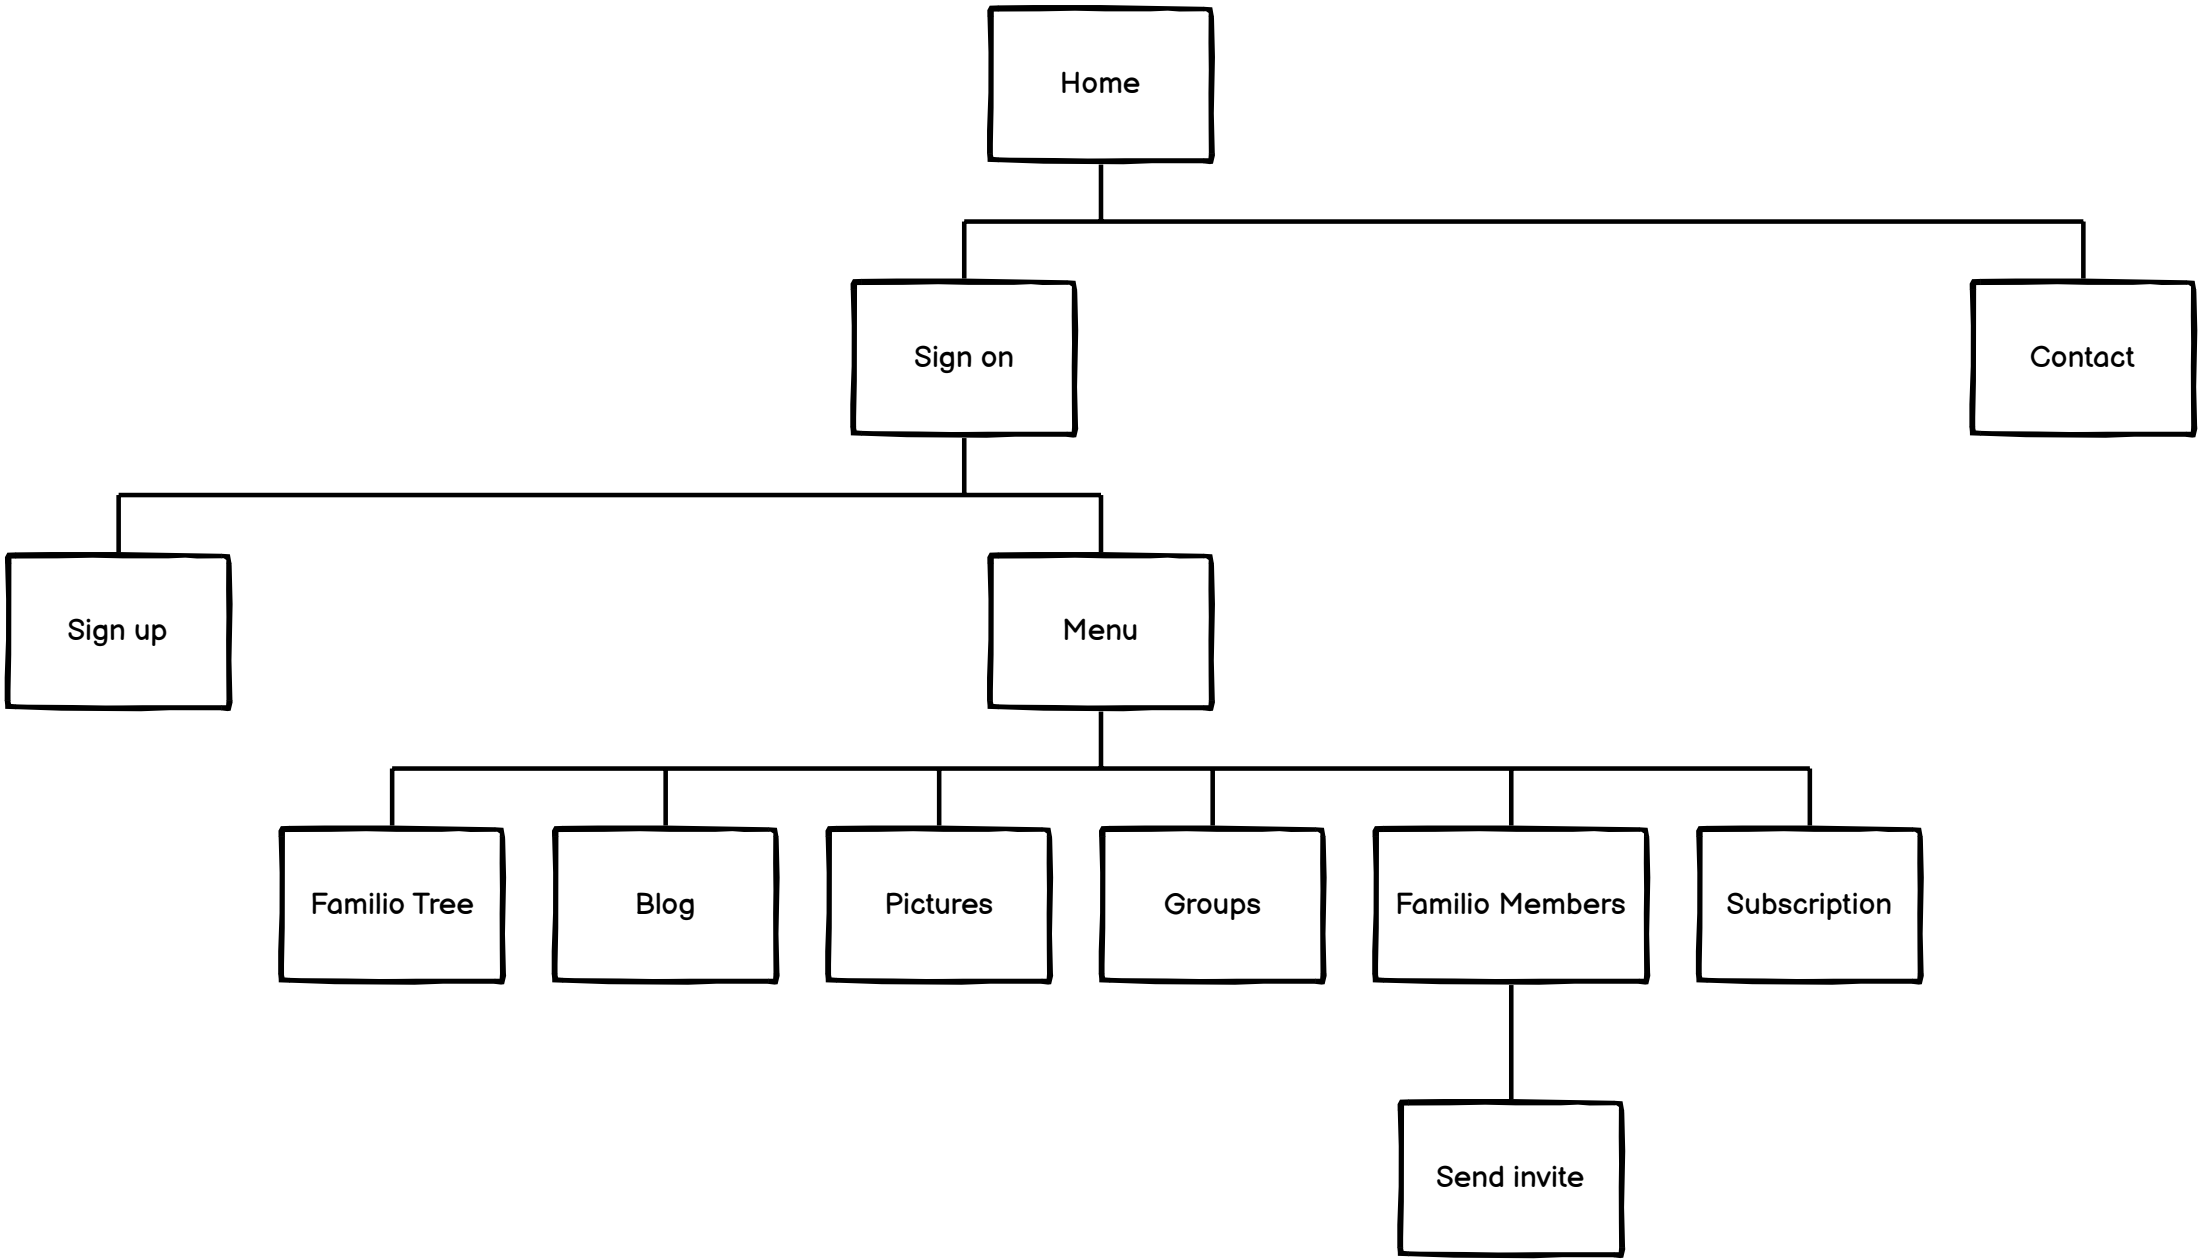 Home
Sign on
Contact
Sign up
Menu
Familio Tree
Blog
Pictures
Groups
Familio Members
Subscription
Send invite